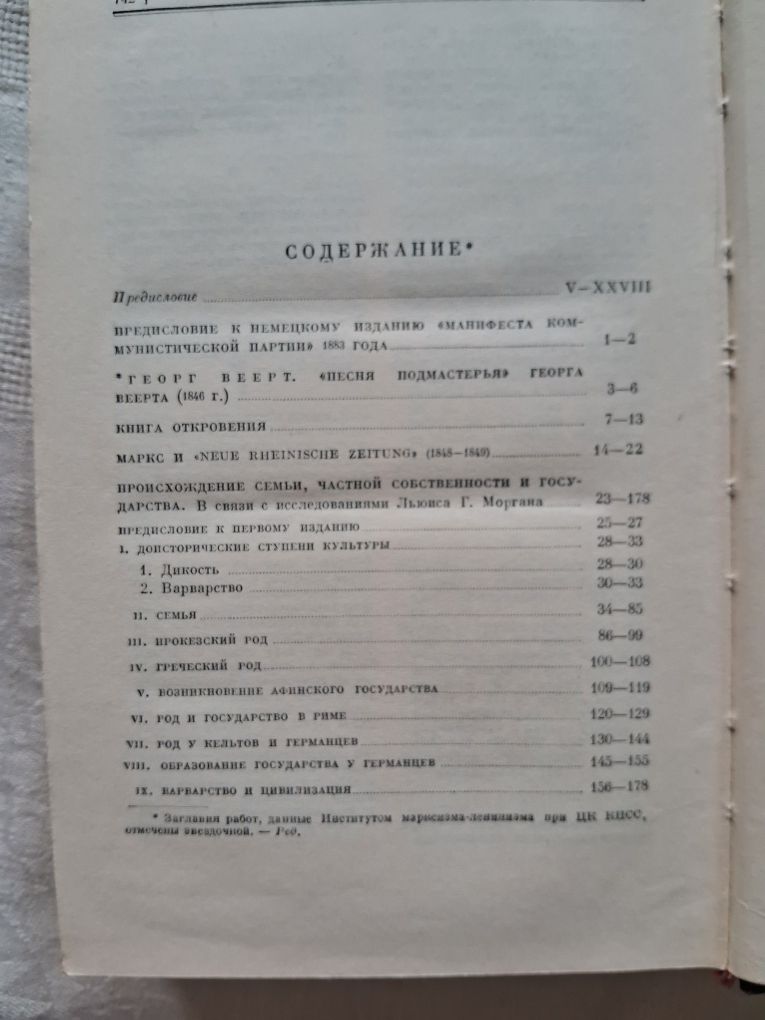 СОДЕРЖАНИЕ*
Предисловие V—XXVIII
ПРЕДИСЛОВИЕ К НЕМЕЦКОМУ ИЗДАНИЮ «МАНИФЕСТА КОМ-
МУНИСТИЧЕСКОЙ ПАРТИИ» 1883 ГОДА 1—2
*ГЕОРГ ВЕЕРТ. «ПЕСНЯ ПОДМАСТЕРЬЯ» ГЕОРГА
ВЕЕРТА (1846 г.) 3—6
КНИГА ОТКРОВЕНИЯ 7—13
МАРКС И «NEUE RHEINISCHE ZEITUNG» (1848—1849) 14—22
ПРОИСХОЖДЕНИЕ СЕМЬИ, ЧАСТНОЙ СОБСТВЕННОСТИ И ГОСУ-
ДАРСТВА. В связи с исследованиями Льюиса Г. Моргана 23—178
ПРЕДИСЛОВИЕ К ПЕРВОМУ ИЗДАНИЮ 25—27
I. ДОИСТОРИЧЕСКИЕ СТУПЕНИ КУЛЬТУРЫ 28—33
1. Дикость 28—30
2. Варварство 30—33
II. СЕМЬЯ 34—85
III. ИРОКЕЗСКИЙ РОД 86—99
IV. ГРЕЧЕСКИЙ РОД 100—108
V. ВОЗНИКНОВЕНИЕ АФИНСКОГО ГОСУДАРСТВА 109—119
VI. РОД И ГОСУДАРСТВО В РИМЕ 120—129
VII. РОД У КЕЛЬТОВ И ГЕРМАНЦЕВ 130—144
VIII. ОБРАЗОВАНИЕ ГОСУДАРСТВА У ГЕРМАНЦЕВ 145—155
IX. ВАРВАРСТВО И ЦИВИЛИЗАЦИЯ 156—178
* Заглавия работ, данные Институтом марксизма-ленинизма при ЦК КПСС,
отмечены звездочкой. — Ред.